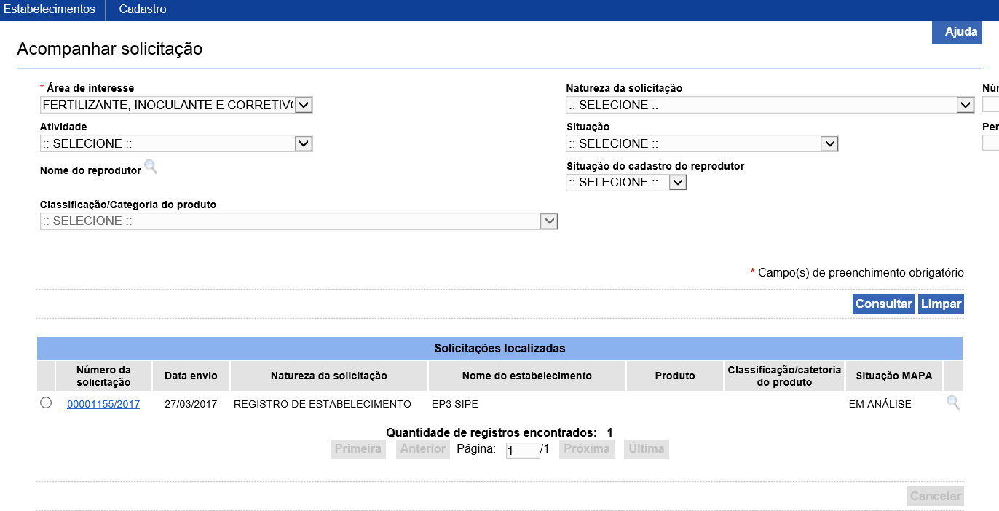 Estabelecimentos Cadastro
Ajuda
Acompanhar solicitação
* Área de interesse Natureza da solicitação Núr
FERTILIZANTE, INOCULANTE E CORRETIVO :: SELECIONE ::
Atividade Situação Per
:: SELECIONE :: :: SELECIONE ::
Nome do reprodutor Situação do cadastro do reprodutor
:: SELECIONE ::
Classificação/Categoria do produto
:: SELECIONE ::
* Campo(s) de preenchimento obrigatório
Consultar Limpar
Solicitações localizadas
Número da solicitação Data envio Natureza da solicitação Nome do estabelecimento Produto Classificação/catetoria do produto Situação MAPA
00001155/2017 27/03/2017 REGISTRO DE ESTABELECIMENTO EP3 SIPE EM ANÁLISE
Quantidade de registros encontrados: 1
Primeira Anterior Página: 1 /1 Próxima Última
Cancelar